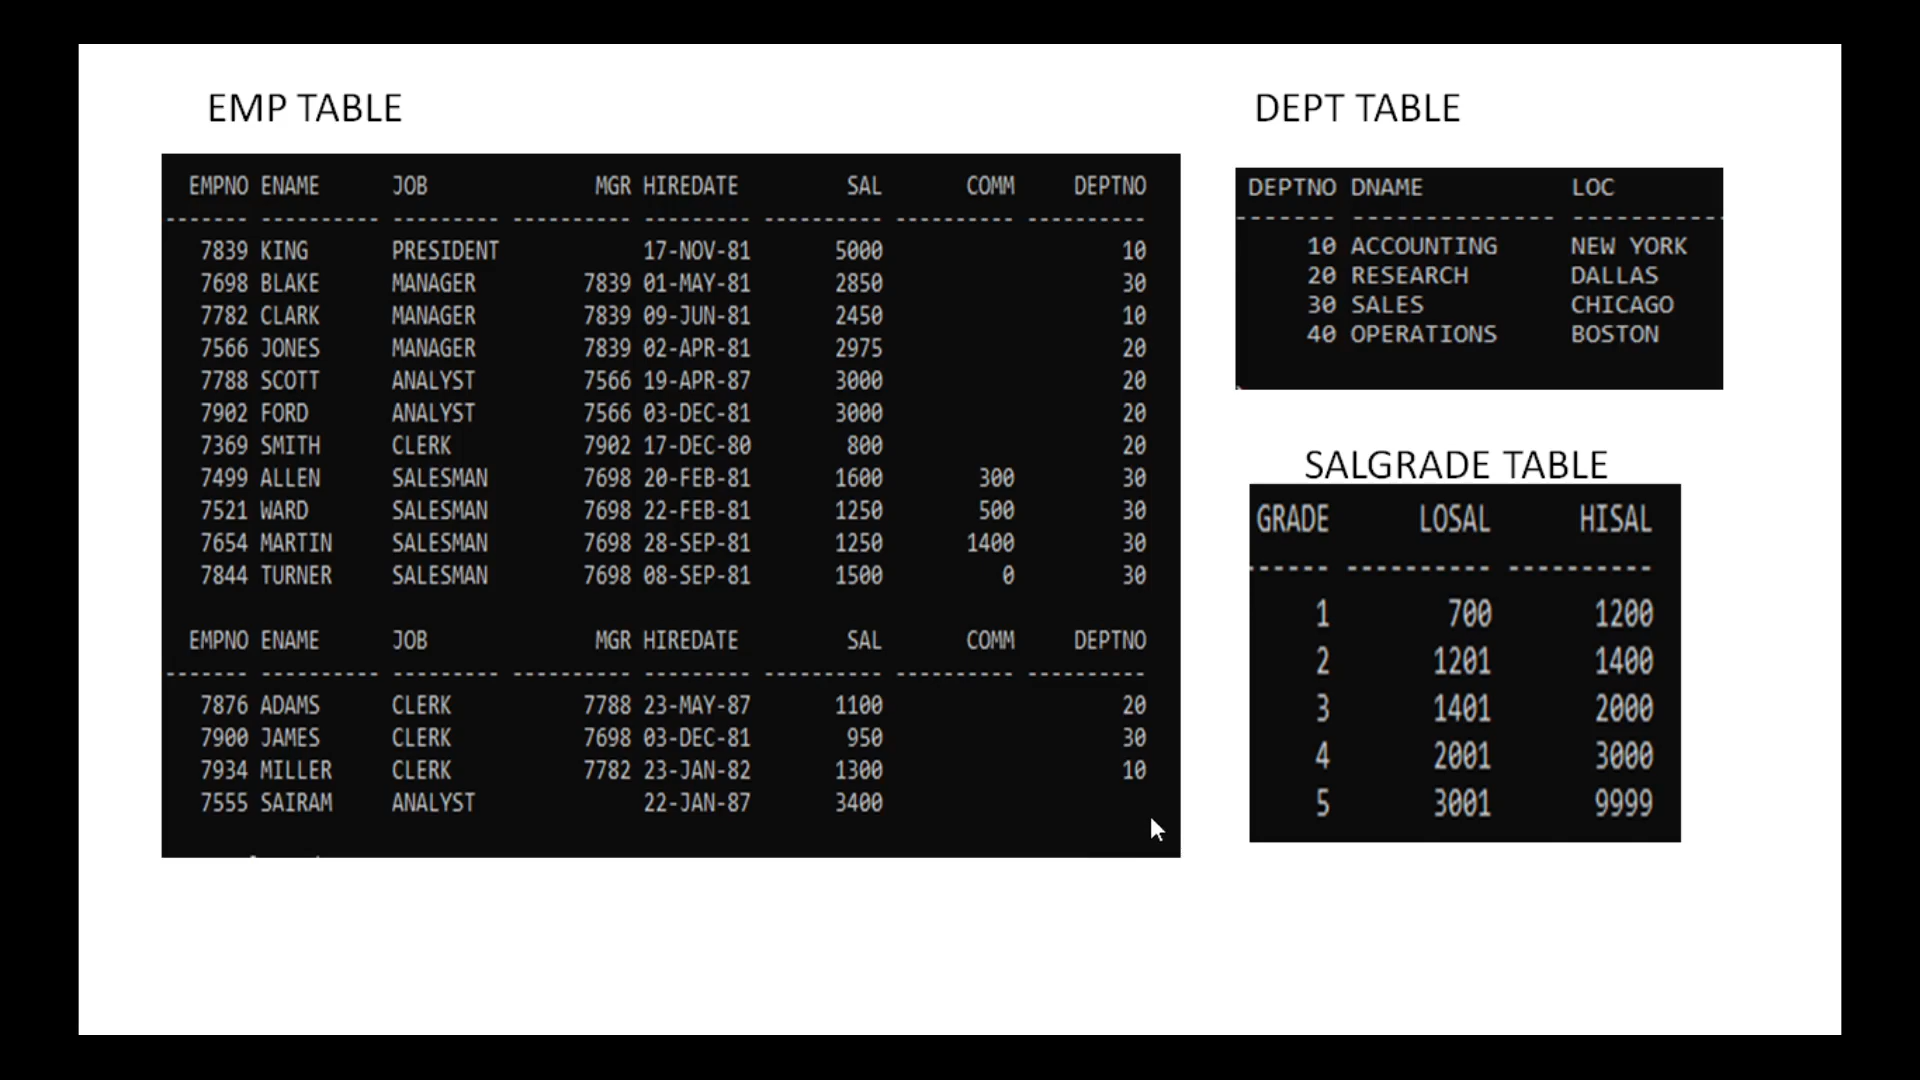 EMP TABLE
EMPNO ENAME JOB MGR HIREDATE SAL COMM DEPTNO
------- ---------- --------- ---------- --------- ---------- ---------- ----------
7839 KING PRESIDENT 17-NOV-81 5000 10
7698 BLAKE MANAGER 7839 01-MAY-81 2850 30
7782 CLARK MANAGER 7839 09-JUN-81 2450 10
7566 JONES MANAGER 7839 02-APR-81 2975 20
7788 SCOTT ANALYST 7566 19-APR-87 3000 20
7902 FORD ANALYST 7566 03-DEC-81 3000 20
7369 SMITH CLERK 7902 17-DEC-80 800 20
7499 ALLEN SALESMAN 7698 20-FEB-81 1600 300 30
7521 WARD SALESMAN 7698 22-FEB-81 1250 500 30
7654 MARTIN SALESMAN 7698 28-SEP-81 1250 1400 30
7844 TURNER SALESMAN 7698 08-SEP-81 1500 0 30
EMPNO ENAME JOB MGR HIREDATE SAL COMM DEPTNO
------- ---------- --------- ---------- --------- ---------- ---------- ----------
7876 ADAMS CLERK 7788 23-MAY-87 1100 20
7900 JAMES CLERK 7698 03-DEC-81 950 30
7934 MILLER CLERK 7782 23-JAN-82 1300 10
7555 SAIRAM ANALYST 22-JAN-87 3400
DEPT TABLE
DEPTNO DNAME LOC
------- -------------- -----------
10 ACCOUNTING NEW YORK
20 RESEARCH DALLAS
30 SALES CHICAGO
40 OPERATIONS BOSTON
SALGRADE TABLE
GRADE LOSAL HISAL
------ ---------- ----------
1 700 1200
2 1201 1400
3 1401 2000
4 2001 3000
5 3001 9999